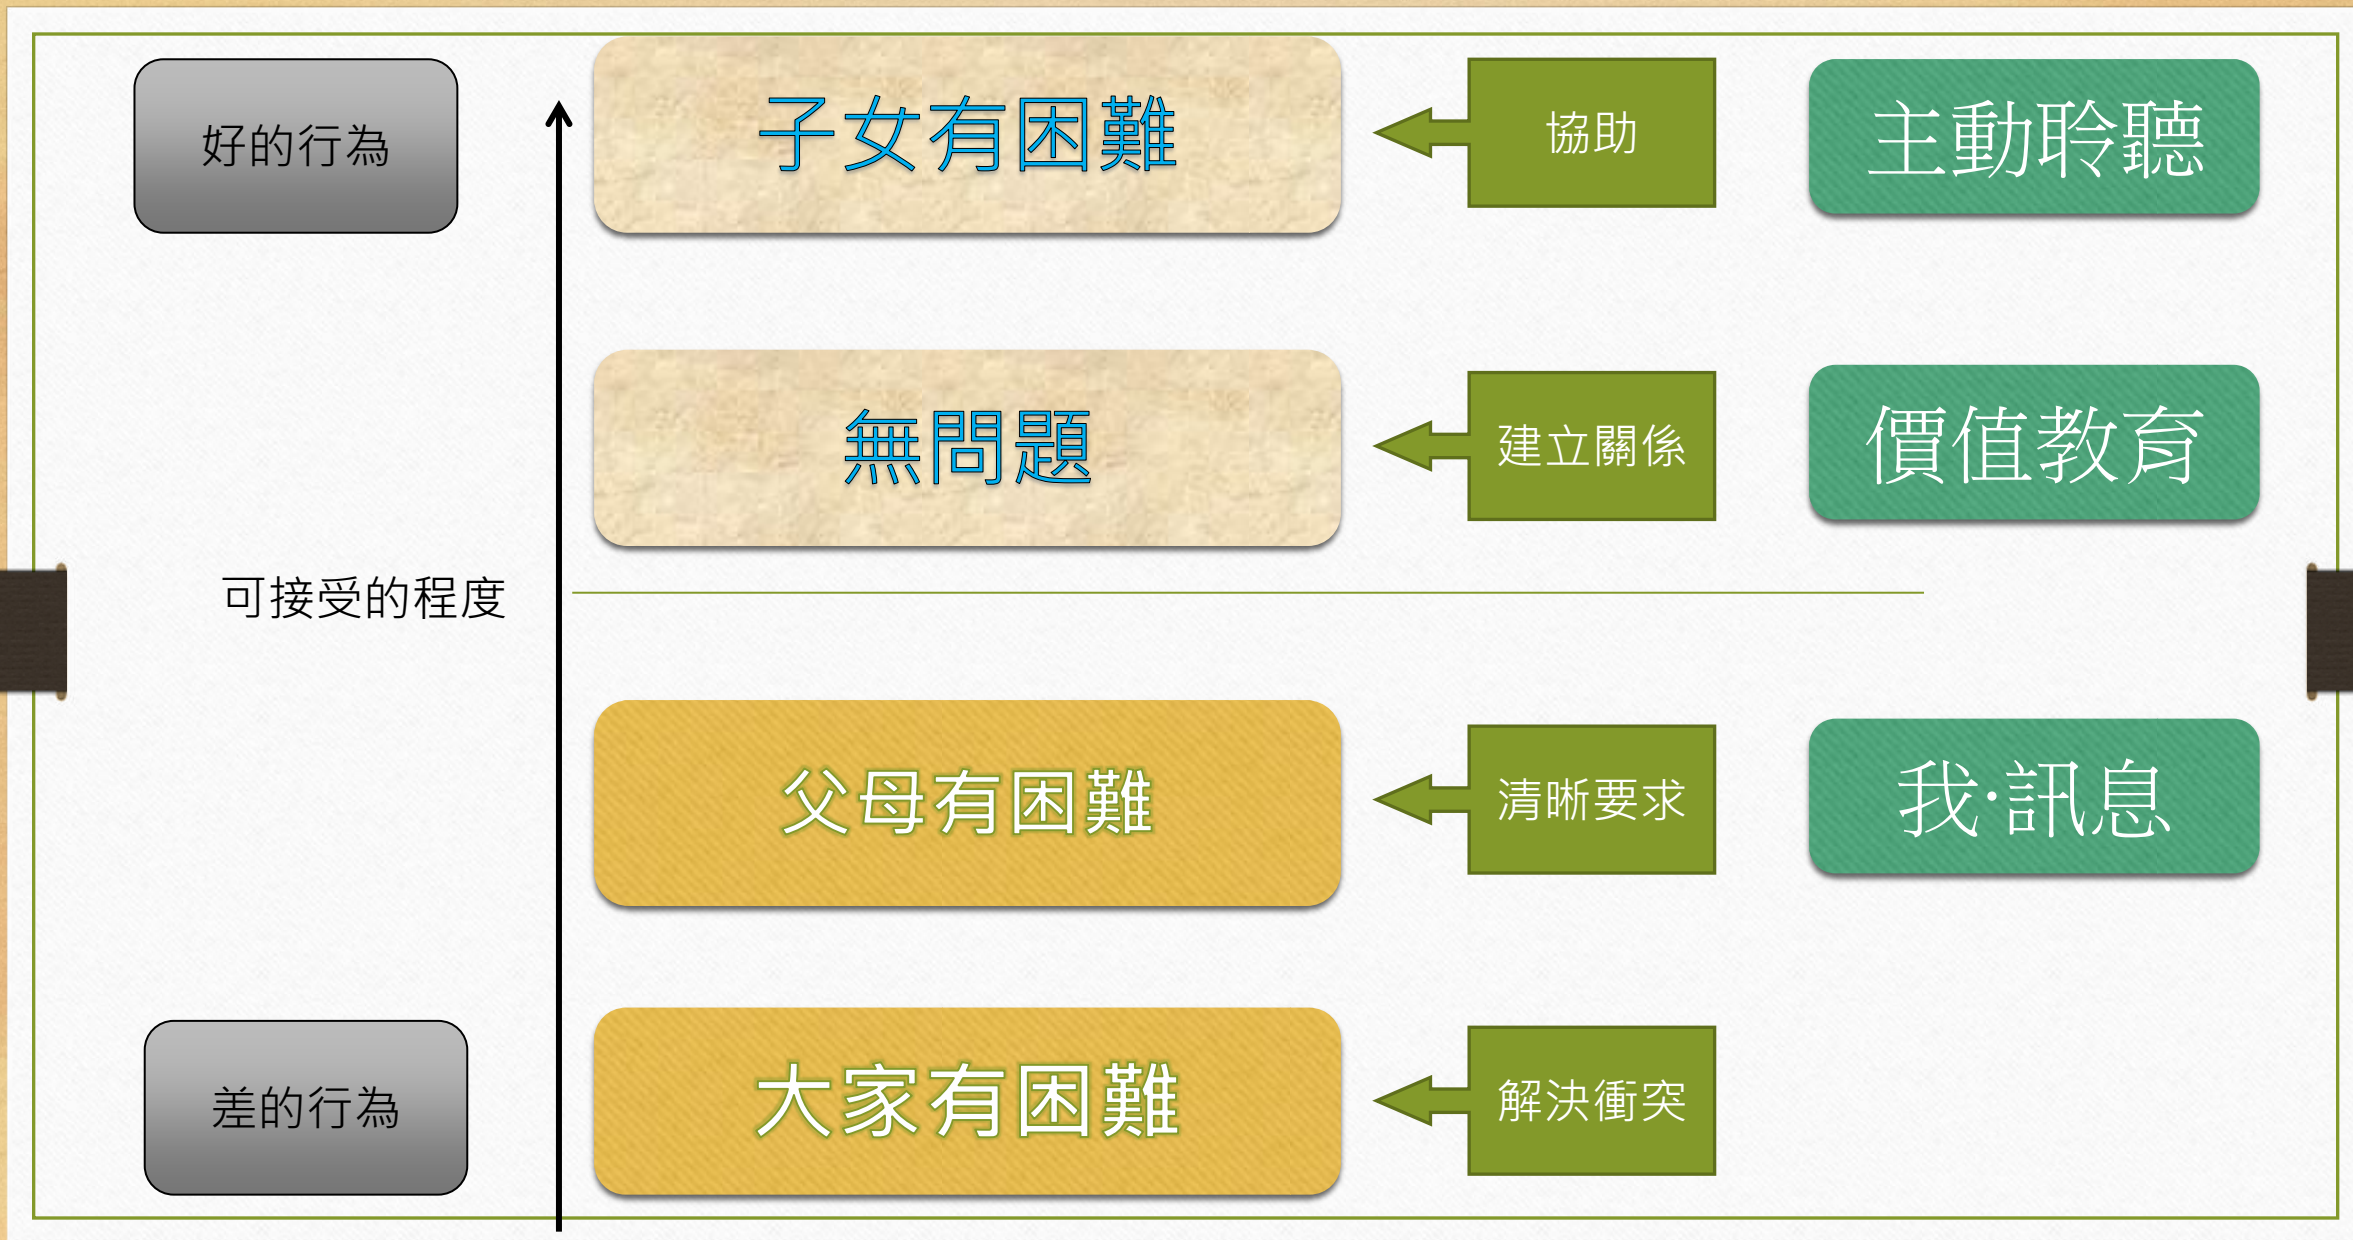 好的行為
子女有困難
協助
主動聆聽
無問題
建立關係
價值教育
可接受的程度
父母有困難
清晰要求
我·訊息
差的行為
大家有困難
解決衝突